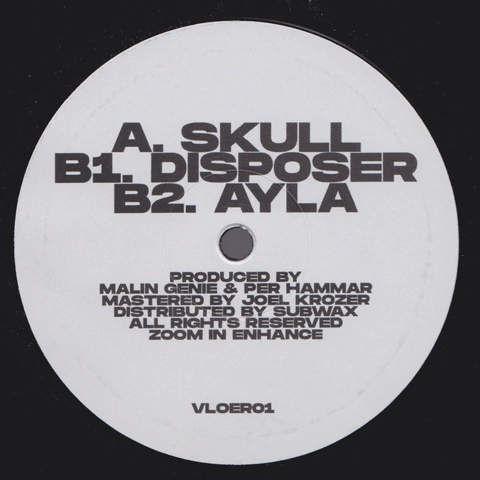 A. SKULL
B1. DISPOSER
B2. AYLA
PRODUCED BY
MALIN GENIE & PER HAMMAR
MASTERED BY JOEL KROZER
DISTRIBUTED BY SUBWAX
ALL RIGHTS RESERVED
ZOOM IN ENHANCE
VLOER01